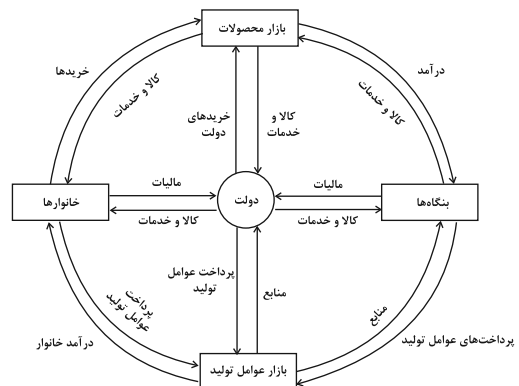 بازار محصولات
خریدها
درآمد
کالا و خدمات
کالا و خدمات
خریدهای
دولت
کالا و
خدمات
مالیات
مالیات
خانوارها
دولت
بنگاه‌ها
کالا و خدمات
کالا و خدمات
پرداخت عوامل
تولید
منابع
پرداخت
عوامل تولید
منابع
درآمد خانوار
پرداخت‌های عوامل تولید
بازار عوامل تولید